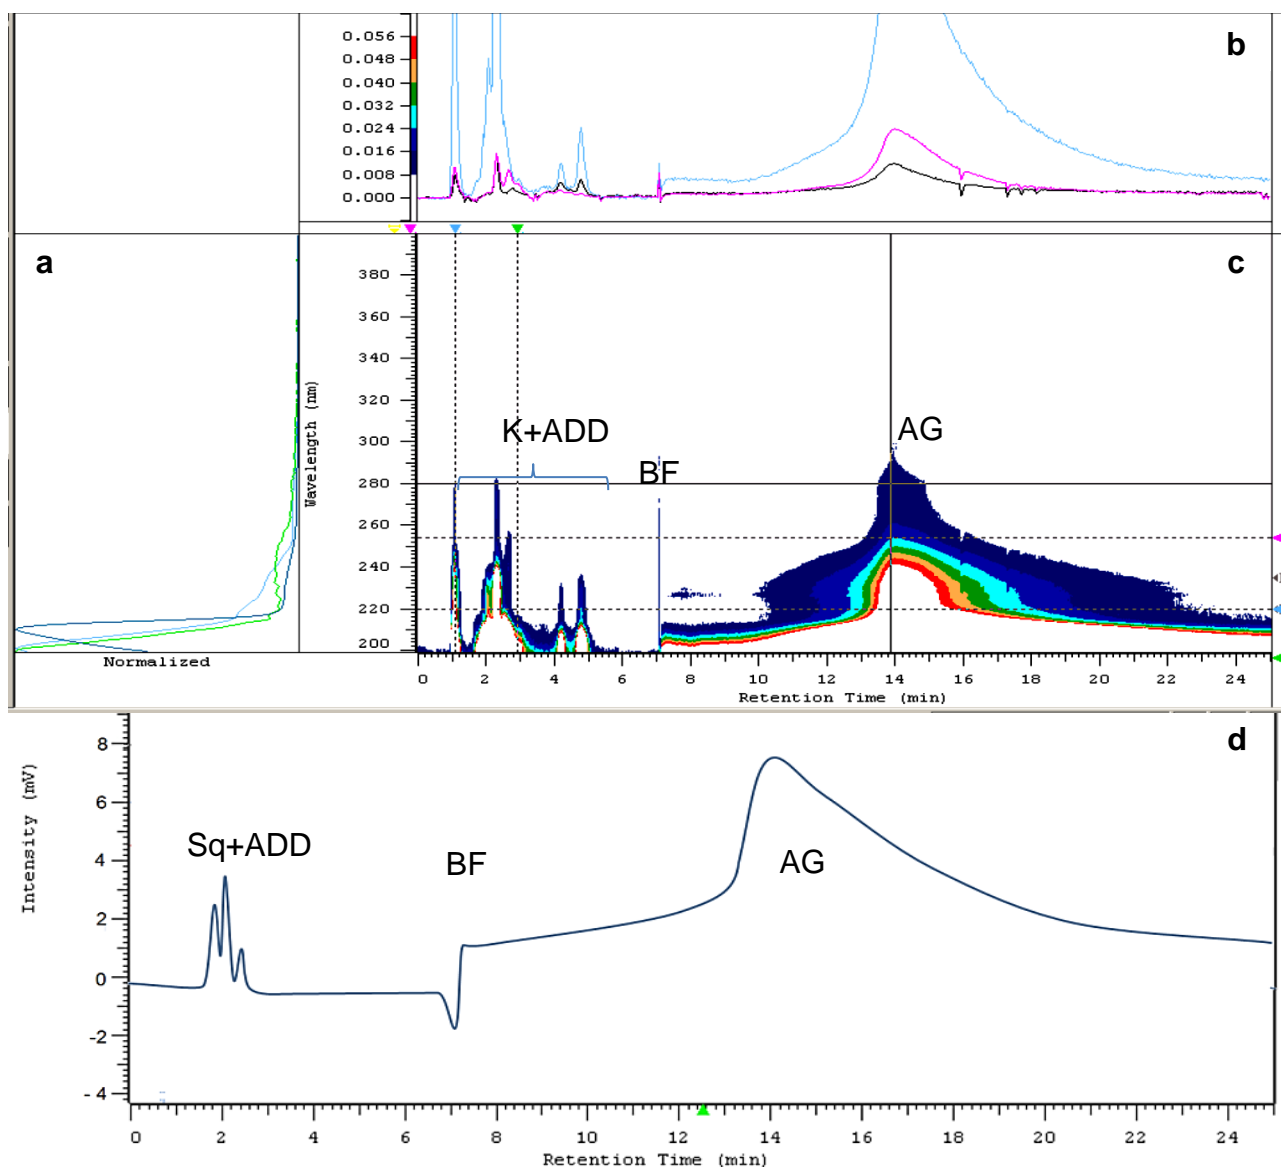 b
0.056
0.048
0.040
0.032
0.024
0.016
0.008
0.000
a
c
Wavelength (nm)
380
360
340
320
300
280
260
240
220
200
K+ADD
BF
AG
Normalized
0 2 4 6 8 10 12 14 16 18 20 22 24
Retention Time (min)
d
Intensity (mV)
8
6
4
2
0
-2
-4
Sq+ADD
BF
AG
0 2 4 6 8 10 12 14 16 18 20 22 24
Retention Time (min)